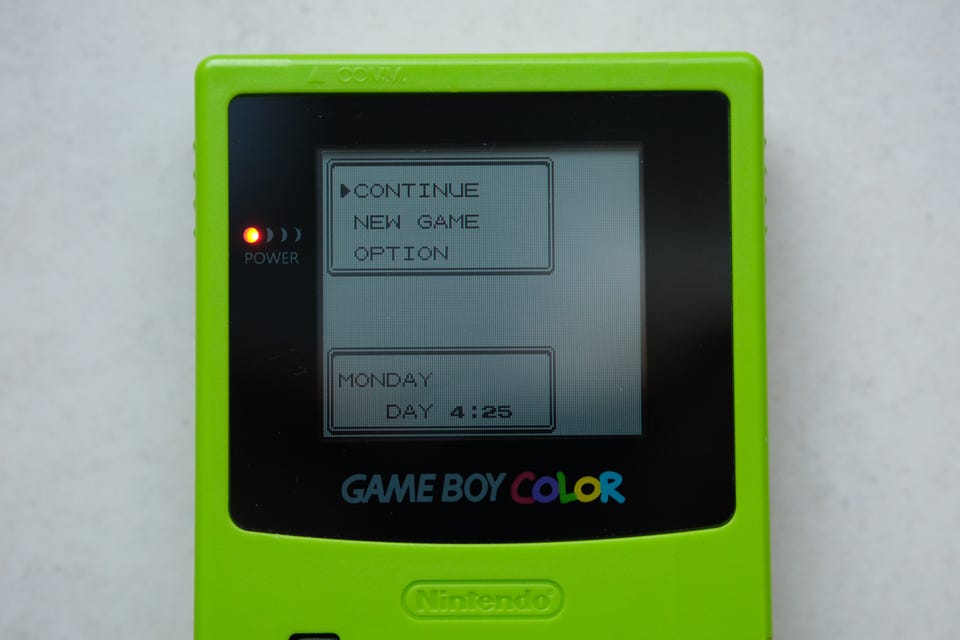 COMM.
CONTINUE
NEW GAME
OPTION
POWER
MONDAY
DAY 4:25
GAME BOY COLOR
Nintendo